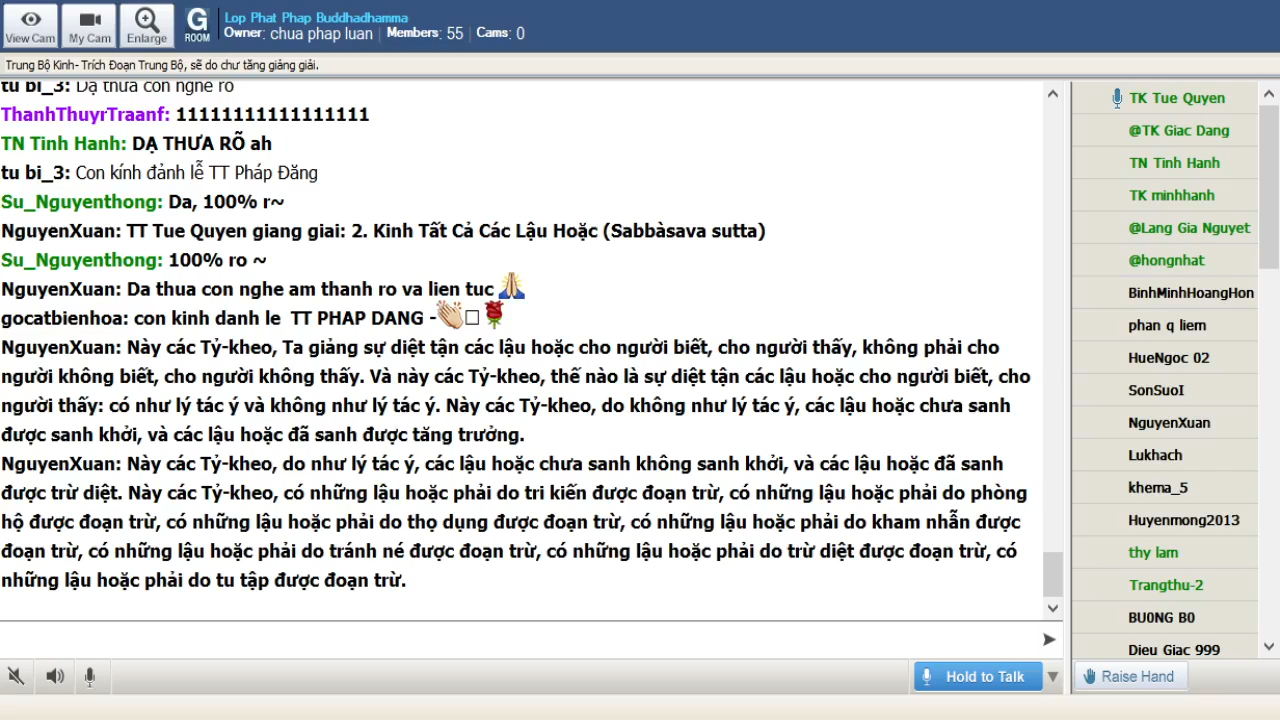 View Cam
My Cam
Enlarge
G
ROOM
Lop Phat Phap Buddhadhamma
Owner: chua phap luan | Members: 55 | Cams: 0
Trung Bộ Kinh- Trích Đoạn Trung Bộ, sẽ do chư tăng giảng giải.
tu bi_3: Dạ thưa con nghe rõ
ThanhThuyrTraanf: 11111111111111111
TN Tinh Hanh: DẠ THƯA RÕ ah
tu bi_3: Con kính đảnh lễ TT Pháp Đăng
Su_Nguyenthong: Da, 100% r~
NguyenXuan: TT Tue Quyen giang giai: 2. Kinh Tất Cả Các Lậu Hoặc (Sabbàsava sutta)
Su_Nguyenthong: 100% ro ~
NguyenXuan: Da thua con nghe am thanh ro va lien tuc
gocatbienhoa: con kinh danh le TT PHAP DANG -
NguyenXuan: Này các Tỷ-kheo, Ta giảng sự diệt tận các lậu hoặc cho người biết, cho người thấy, không phải cho
người không biết, cho người không thấy. Và này các Tỷ-kheo, thế nào là sự diệt tận các lậu hoặc cho người biết, cho
người thấy: có như lý tác ý và không như lý tác ý. Này các Tỷ-kheo, do không như lý tác ý, các lậu hoặc chưa sanh
được sanh khởi, và các lậu hoặc đã sanh được tăng trưởng.
NguyenXuan: Này các Tỷ-kheo, do như lý tác ý, các lậu hoặc chưa sanh không sanh khởi, và các lậu hoặc đã sanh
được trừ diệt. Này các Tỷ-kheo, có những lậu hoặc phải do tri kiến được đoạn trừ, có những lậu hoặc phải do phòng
hộ được đoạn trừ, có những lậu hoặc phải do thọ dụng được đoạn trừ, có những lậu hoặc phải do kham nhẫn được
đoạn trừ, có những lậu hoặc phải do tránh né được đoạn trừ, có những lậu hoặc phải do trừ diệt được đoạn trừ, có
những lậu hoặc phải do tu tập được đoạn trừ.
TK Tue Quyen
@TK Giac Dang
TN Tinh Hanh
TK minhhanh
@Lang Gia Nguyet
@hongnhat
BinhMinhHoangHon
phan q liem
HueNgoc 02
SonSuoI
NguyenXuan
Lukhach
khema_5
Huyenmong2013
thy lam
Trangthu-2
BU0NG B0
Dieu Giac 999
Hold to Talk
Raise Hand